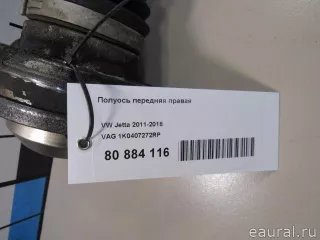 Полуось передняя правая
VW Jetta 2011-2018
VAG 1K0407272RP
80 884 116
eaural.ru